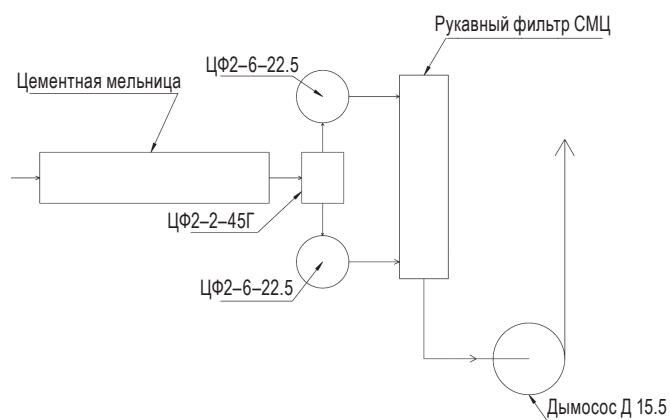 Рукавный фильтр СМЦ
ЦФ2–6–22.5
Цементная мельница
ЦФ2–2–45Г
ЦФ2–6–22.5
Дымосос Д 15.5